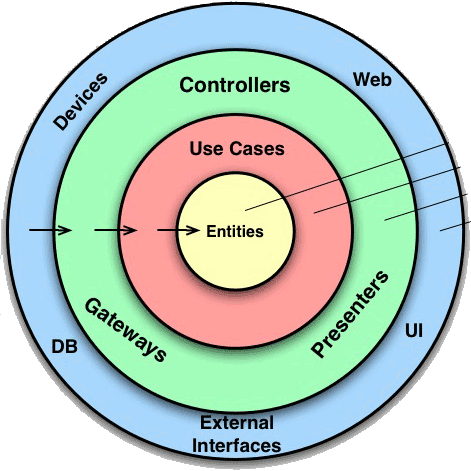 Devices
Controllers
Web
Use Cases
Entities
Gateways
Presenters
DB
UI
External
Interfaces